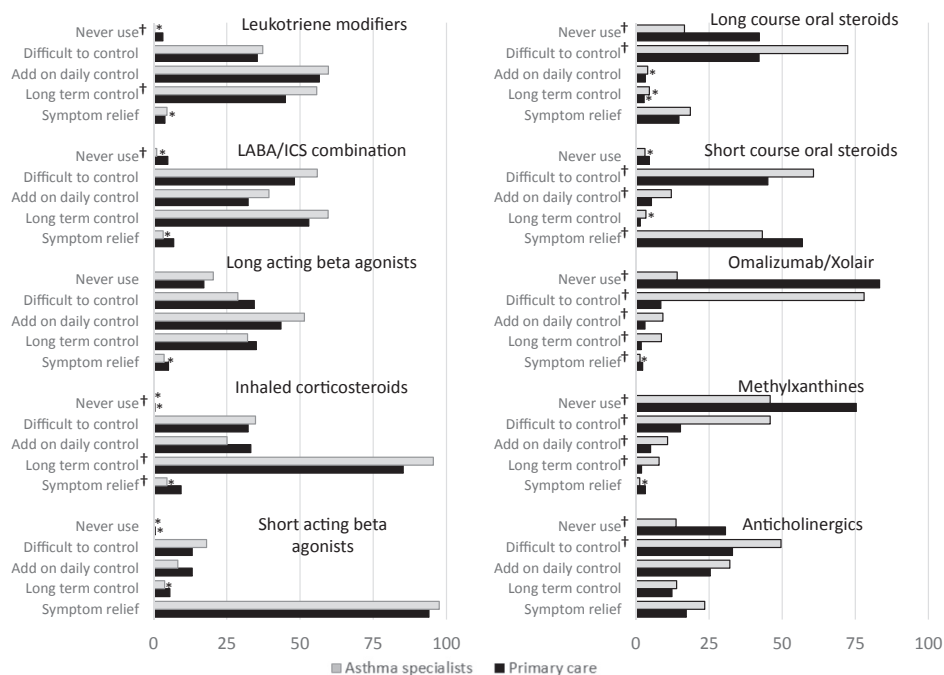 Leukotriene modifiers
Never use†
*
Difficult to control
Add on daily control
Long term control†
Symptom relief
*
LABA/ICS combination
Never use†
*
Difficult to control
Add on daily control
Long term control
Symptom relief
*
Long acting beta agonists
Never use
Difficult to control
Add on daily control
Long term control
Symptom relief
*
Inhaled corticosteroids
Never use†
*
*
Difficult to control
Add on daily control
Long term control†
Symptom relief†
*
Short acting beta
agonists
Never use
*
*
Difficult to control
Add on daily control
Long term control
*
Symptom relief
0 25 50 75 100
Long course oral steroids
Never use†
Difficult to control†
Add on daily control
*
Long term control
*
*
Symptom relief
Short course oral steroids
Never use
*
Difficult to control†
Add on daily control†
Long term control
*
Symptom relief†
Omalizumab/Xolair
Never use†
Difficult to control†
Add on daily control†
Long term control†
Symptom relief†
*
Methylxanthines
Never use†
Difficult to control†
Add on daily control†
Long term control†
Symptom relief
*
Anticholinergics
Never use†
Difficult to control†
Add on daily control
Long term control
Symptom relief
0 25 50 75 100
Asthma specialists Primary care